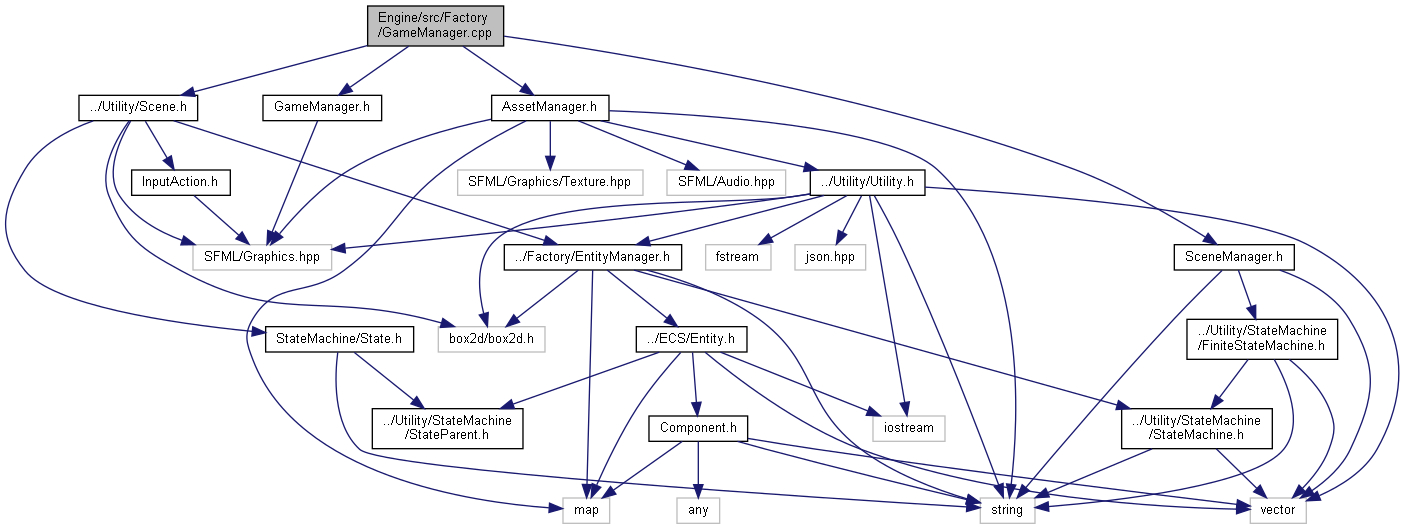 Engine/src/Factory
/GameManager.cpp
../Utility/Scene.h
GameManager.h
AssetManager.h
InputAction.h
SFML/Graphics/Texture.hpp
SFML/Audio.hpp
../Utility/Utility.h
SFML/Graphics.hpp
../Factory/EntityManager.h
fstream
json.hpp
SceneManager.h
StateMachine/State.h
box2d/box2d.h
../ECS/Entity.h
../Utility/StateMachine
/FiniteStateMachine.h
../Utility/StateMachine
/StateParent.h
Component.h
iostream
../Utility/StateMachine
/StateMachine.h
map
any
string
vector